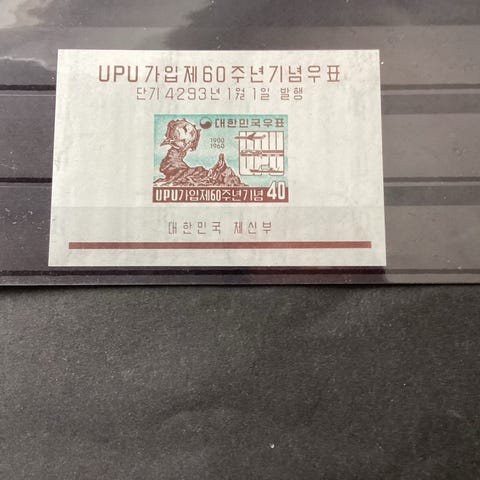 UPU가입제60주년기념우표
단기 4293년 1월 1일 발행
대한민국우표
1900
1960
UPU가입제60주년기념 40
대한민국 체신부